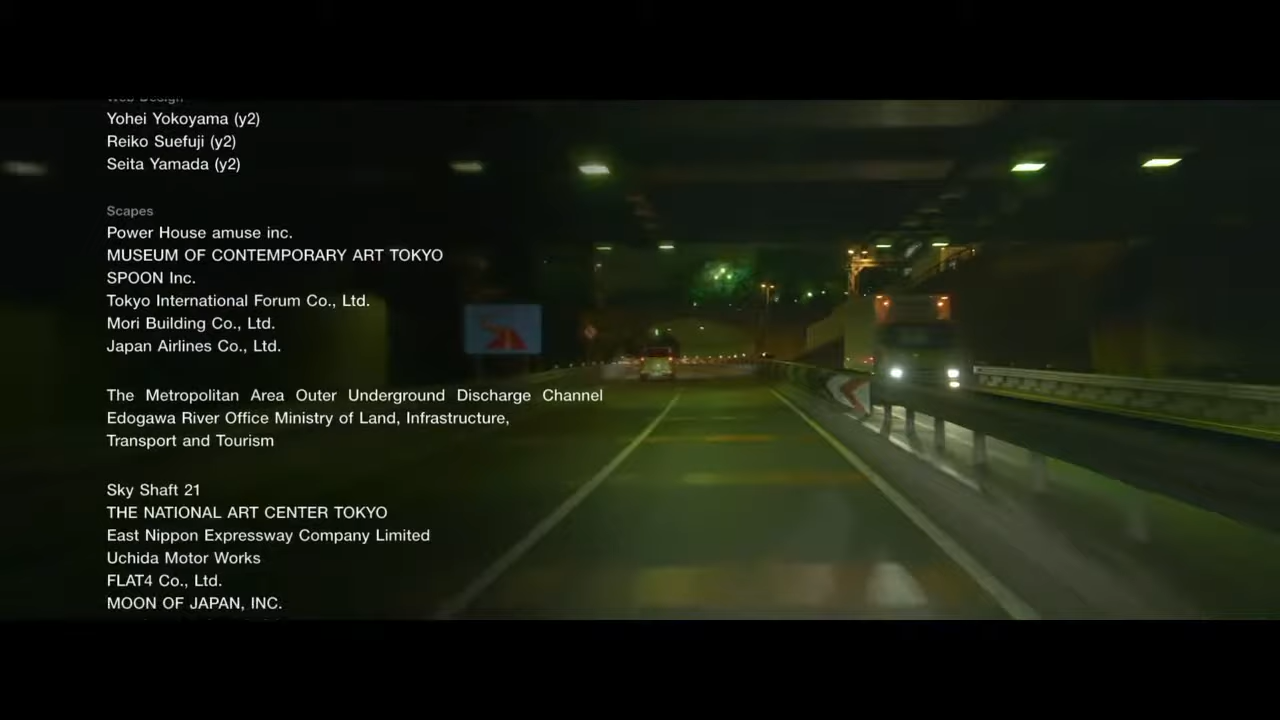 Web Design
Yohei Yokoyama (y2)
Reiko Suefuji (y2)
Seita Yamada (y2)
Scapes
Power House amuse inc.
MUSEUM OF CONTEMPORARY ART TOKYO
SPOON Inc.
Tokyo International Forum Co., Ltd.
Mori Building Co., Ltd.
Japan Airlines Co., Ltd.
The Metropolitan Area Outer Underground Discharge Channel
Edogawa River Office Ministry of Land, Infrastructure,
Transport and Tourism
Sky Shaft 21
THE NATIONAL ART CENTER TOKYO
East Nippon Expressway Company Limited
Uchida Motor Works
FLAT4 Co., Ltd.
MOON OF JAPAN, INC.